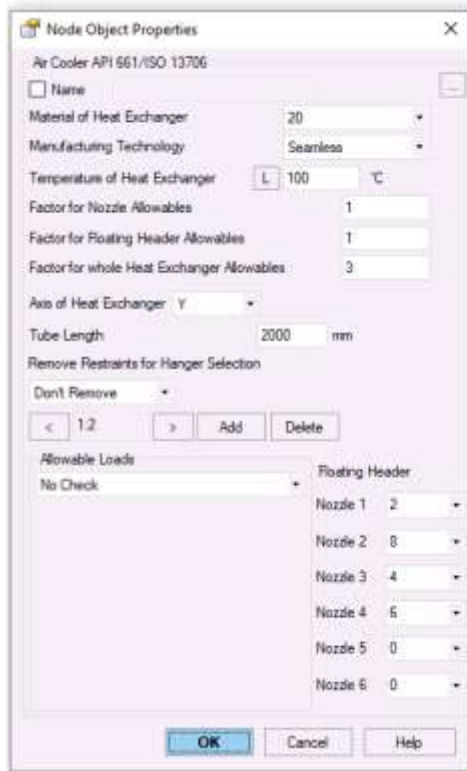 Node Object Properties
Air Cooler API 661/ISO 13706
Name
...
Material of Heat Exchanger 20
Manufacturing Technology Seamless
Temperature of Heat Exchanger L 100 °C
Factor for Nozzle Allowables 1
Factor for Floating Header Allowables 1
Factor for whole Heat Exchanger Allowables 3
Axis of Heat Exchanger Y
Tube Length 2000 mm
Remove Restraints for Hanger Selection
Don't Remove
< 1.2 > Add Delete
Allowable Loads
No Check
Floating Header
Nozzle 1 2
Nozzle 2 8
Nozzle 3 4
Nozzle 4 6
Nozzle 5 0
Nozzle 6 0
OK Cancel Help